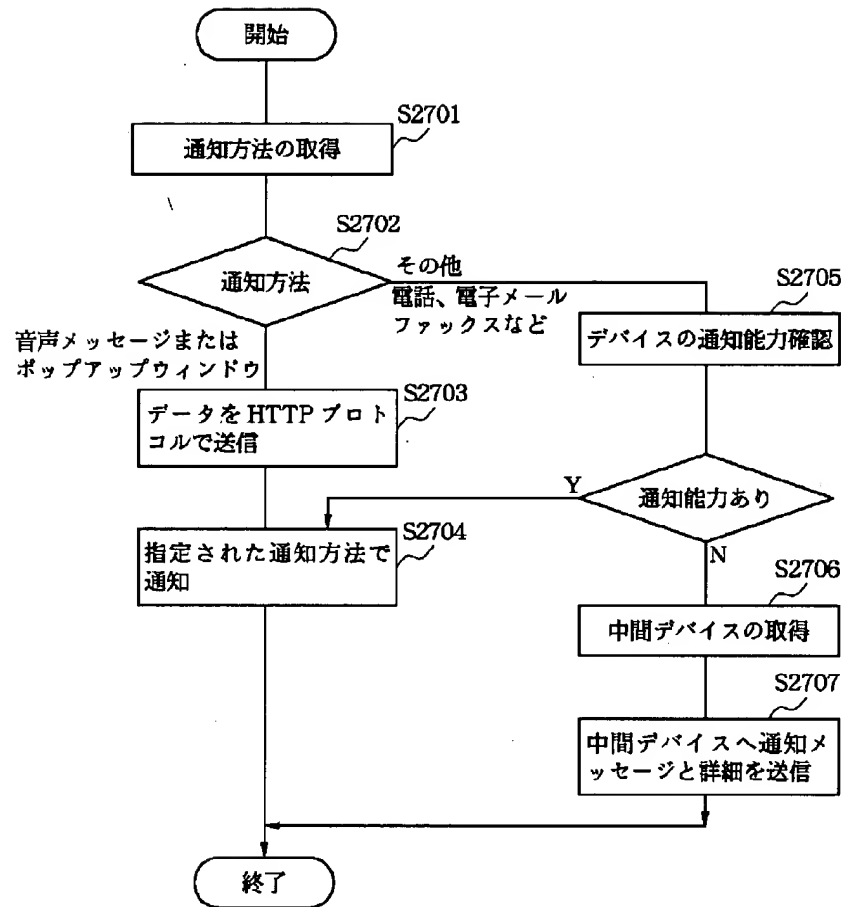 開始
S2701
通知方法の取得
S2702
通知方法
その他
電話、電子メール
ファックスなど
S2705
デバイスの通知能力確認
音声メッセージまたは
ポップアップウィンドウ
S2703
データを HTTP プロト
コルで送信
通知能力あり
Y
N
S2704
指定された通知方法で
通知
S2706
中間デバイスの取得
S2707
中間デバイスへ通知メ
ッセージと詳細を送信
終了